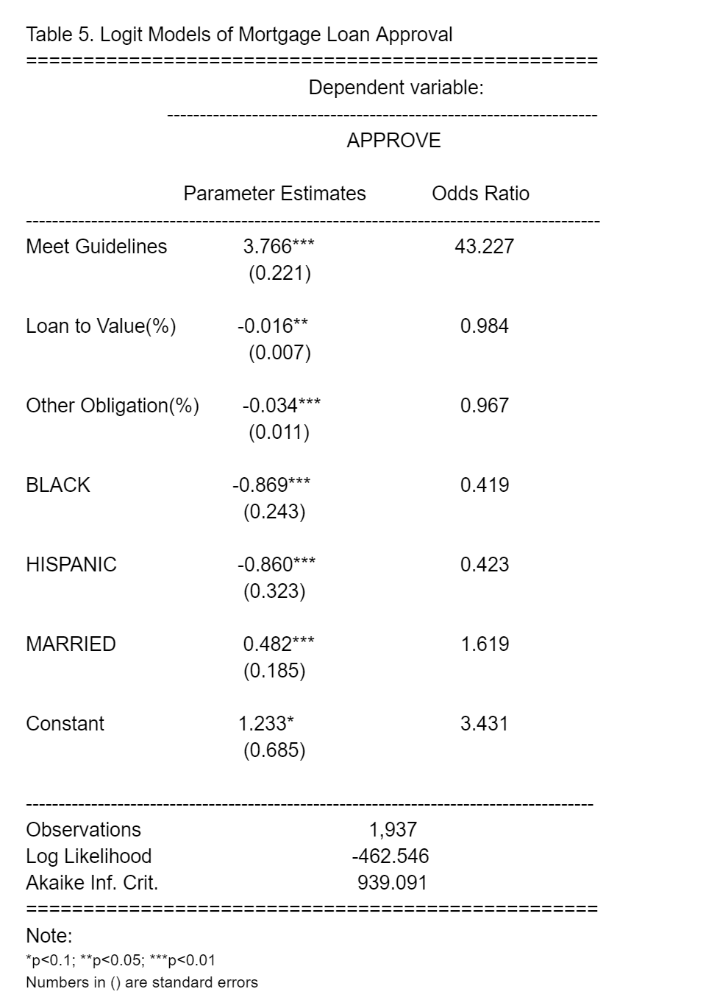 Table 5. Logit Models of Mortgage Loan Approval
==================================================
Dependent variable:
------------------------------------------------------------------
APPROVE
Parameter Estimates Odds Ratio
----------------------------------------------------------------------------------------
Meet Guidelines 3.766*** 43.227
(0.221)
Loan to Value(%) -0.016** 0.984
(0.007)
Other Obligation(%) -0.034*** 0.967
(0.011)
BLACK -0.869*** 0.419
(0.243)
HISPANIC -0.860*** 0.423
(0.323)
MARRIED 0.482*** 1.619
(0.185)
Constant 1.233* 3.431
(0.685)
---------------------------------------------------------------------------------------
Observations 1,937
Log Likelihood -462.546
Akaike Inf. Crit. 939.091
==================================================
Note:
*p<0.1; **p<0.05; ***p<0.01
Numbers in () are standard errors